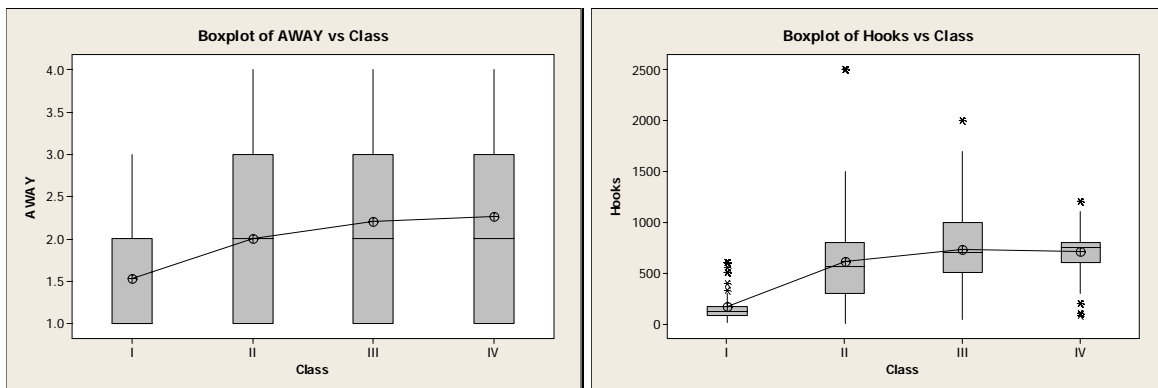 Boxplot of AWAY vs Class
4.0
3.5
3.0
2.5
2.0
1.5
1.0
AWAY
I II III IV
Class
Boxplot of Hooks vs Class
2500
2000
1500
1000
500
0
Hooks
I II III IV
Class